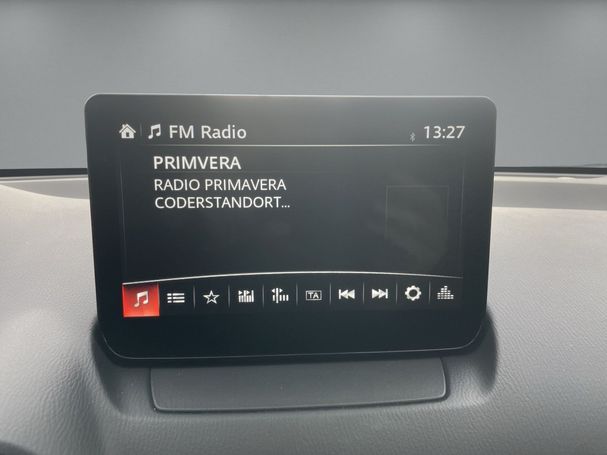 FM Radio
13:27
PRIMVERA
RADIO PRIMAVERA
CODERSTANDORT...
TA